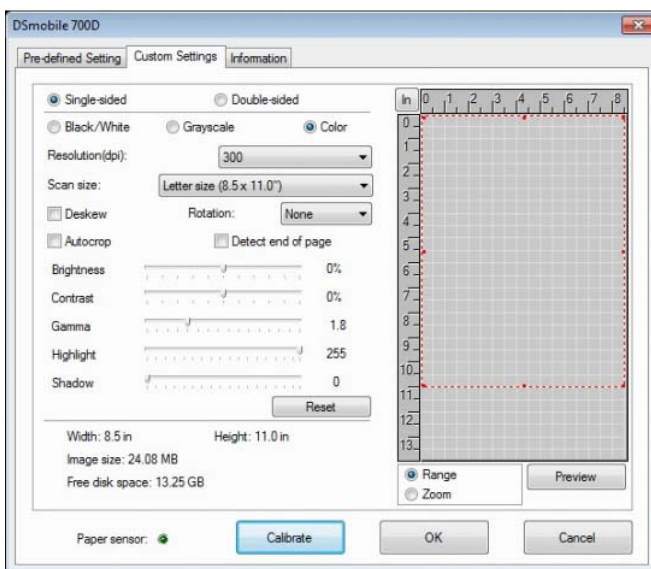 DSmobile 700D
Pre-defined Setting Custom Settings Information
Single-sided Double-sided
Black/White Grayscale Color
Resolution(dpi): 300
Scan size: Letter size (8.5 x 11.0")
Deskew Rotation: None
Autocrop Detect end of page
Brightness 0%
Contrast 0%
Gamma 1.8
Highlight 255
Shadow 0
Reset
Width: 8.5 in Height: 11.0 in
Image size: 24.08 MB
Free disk space: 13.25 GB
In 0 1 2 3 4 5 6 7 8
0
1
2
3
4
5
6
7
8
9
10
11
12
13
Range
Zoom
Preview
Paper sensor: Calibrate OK Cancel